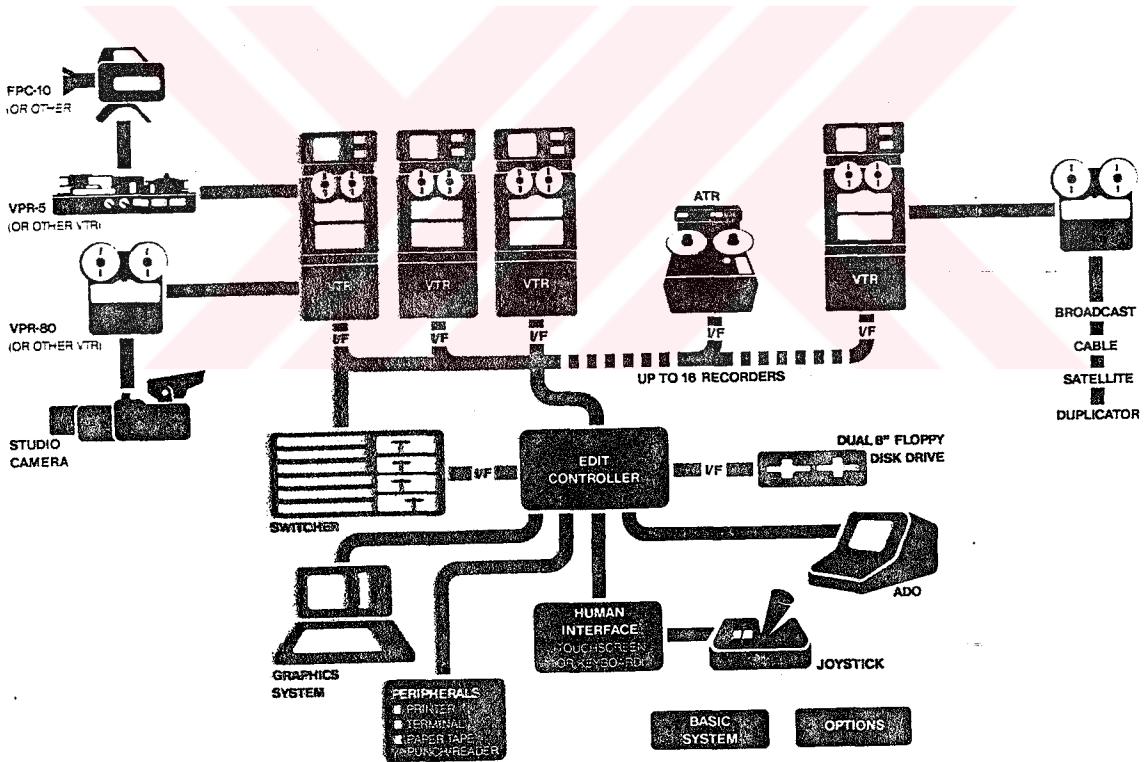 FPC-10
(OR OTHER
VPR-5
(OR OTHER VTR)
VPR-80
(OR OTHER VTR)
STUDIO
CAMERA
VTR
VTR
VTR
ATR
VTR
I/F
I/F
I/F
I/F
I/F
UP TO 16 RECORDERS
BROADCAST
CABLE
SATELLITE
DUPLICATOR
SWITCHER
I/F
EDIT
CONTROLLER
I/F
DUAL 8" FLOPPY
DISK DRIVE
ADO
GRAPHICS
SYSTEM
HUMAN
INTERFACE
TOUCHSCREEN
OR KEYBOARD
JOYSTICK
PERIPHERALS
PRINTER
TERMINAL
PAPER TAPE
PUNCH/READER
BASIC
SYSTEM
OPTIONS